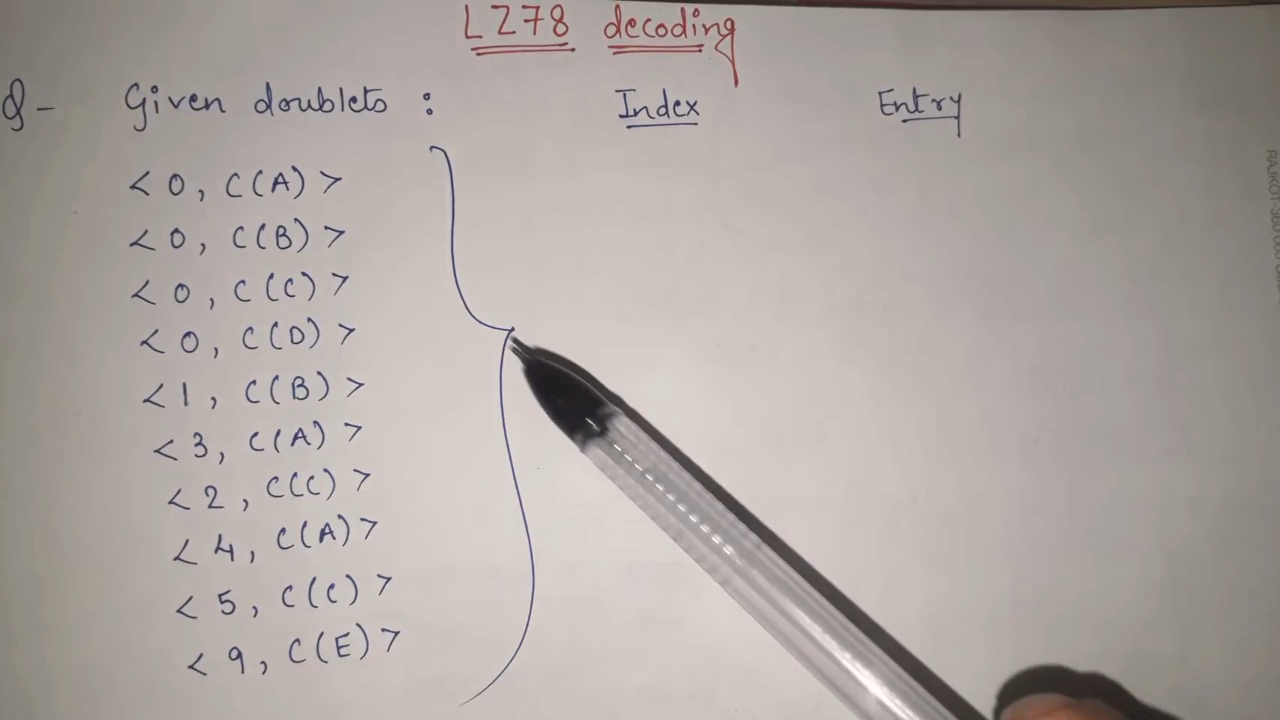 LZ78 decoding
Q- Given doublets : Index Entry
< 0, C(A) >
< 0, C(B) >
< 0, C(C) >
< 0, C(D) >
< 1, C(B) >
< 3, C(A) >
< 2, C(C) >
< 4, C(A) >
< 5, C(C) >
< 9, C(E) >